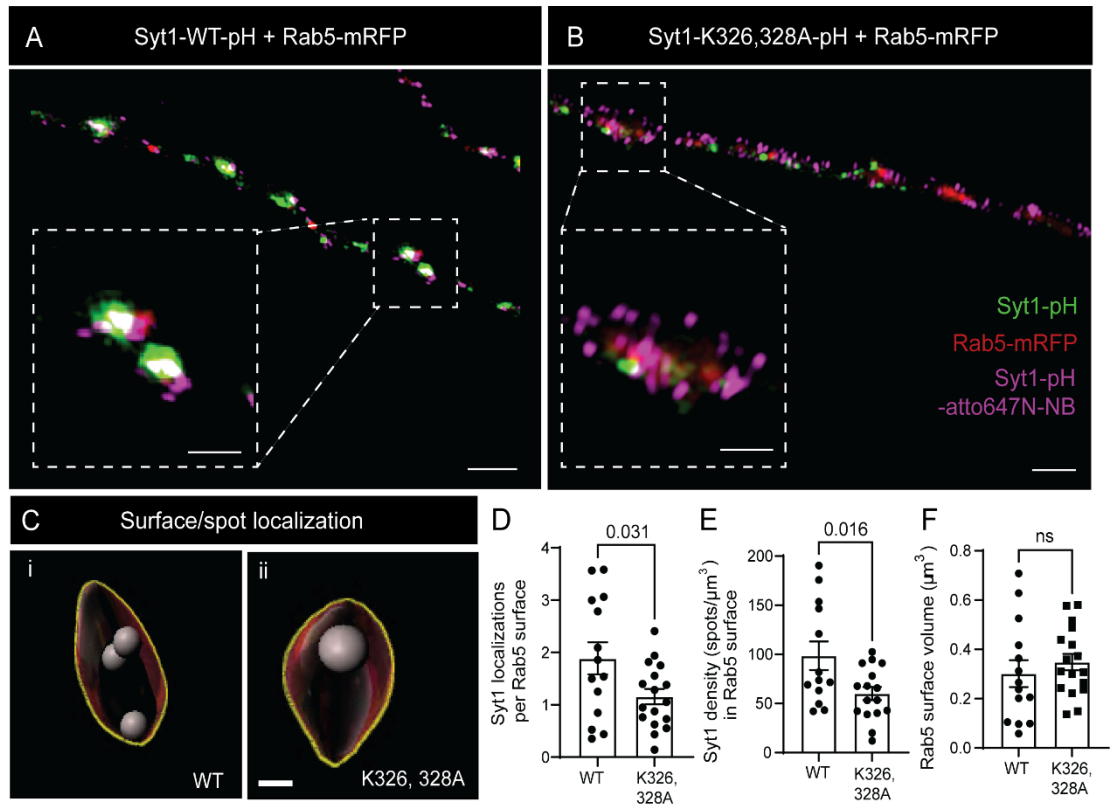 A
Syt1-WT-pH + Rab5-mRFP
B
Syt1-K326,328A-pH + Rab5-mRFP
Syt1-pH
Rab5-mRFP
Syt1-pH
-atto647N-NB
C
Surface/spot localization
i
WT
ii
K326, 328A
D
Syt1 localizations
per Rab5 surface
0.031
4
3
2
1
0
WT
K326,
328A
E
Syt1 density (spots/µm³)
in Rab5 surface
0.016
200
150
100
50
0
WT
K326,
328A
F
Rab5 surface volume (µm³)
ns
0.8
0.6
0.4
0.2
0.0
WT
K326,
328A